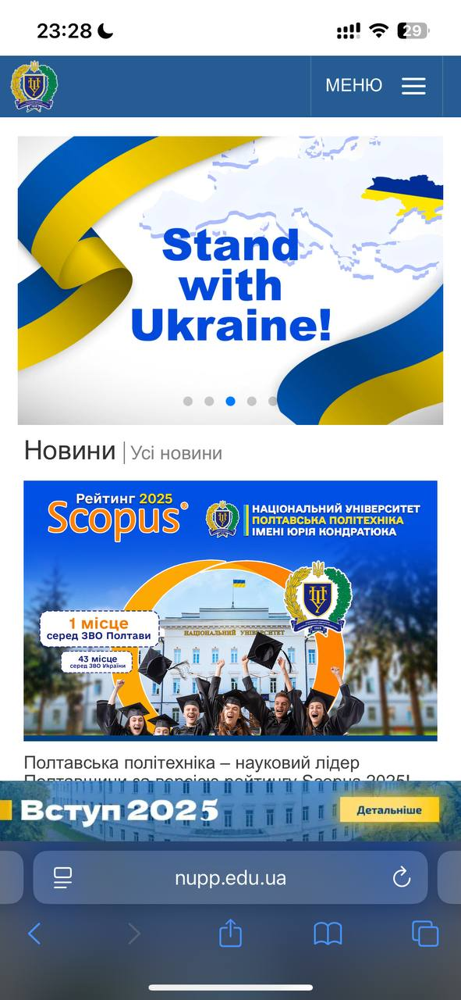 23:28
29
МЕНЮ
Stand
with
Ukraine!
Новини | Усі новини
Рейтинг 2025
Scopus®
НАЦІОНАЛЬНИЙ УНІВЕРСИТЕТ
ПОЛТАВСЬКА ПОЛІТЕХНІКА
ІМЕНІ ЮРІЯ КОНДРАТЮКА
НАЦІОНАЛЬНИЙ УНІВЕРСИТЕТ
1 місце
серед ЗВО Полтави
43 місце
серед ЗВО України
Полтавська політехніка – науковий лідер
Полтавщини за версією рейтингу Scopus 2025!
Вступ 2025
Детальніше
nupp.edu.ua